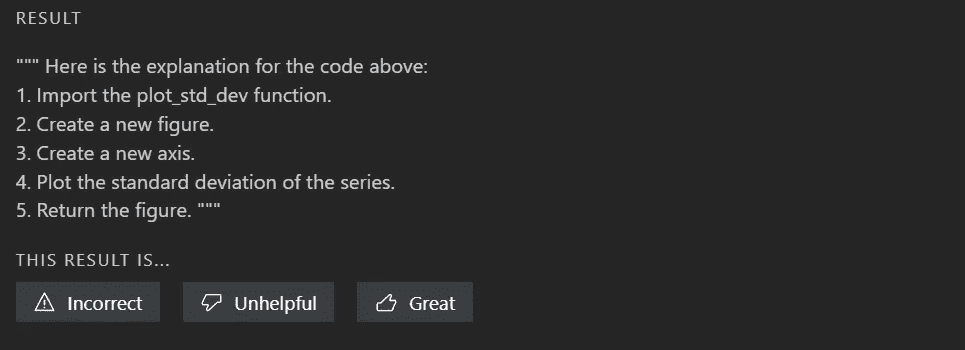 RESULT
""" Here is the explanation for the code above:
1. Import the plot_std_dev function.
2. Create a new figure.
3. Create a new axis.
4. Plot the standard deviation of the series.
5. Return the figure. """
THIS RESULT IS...
Incorrect Unhelpful Great